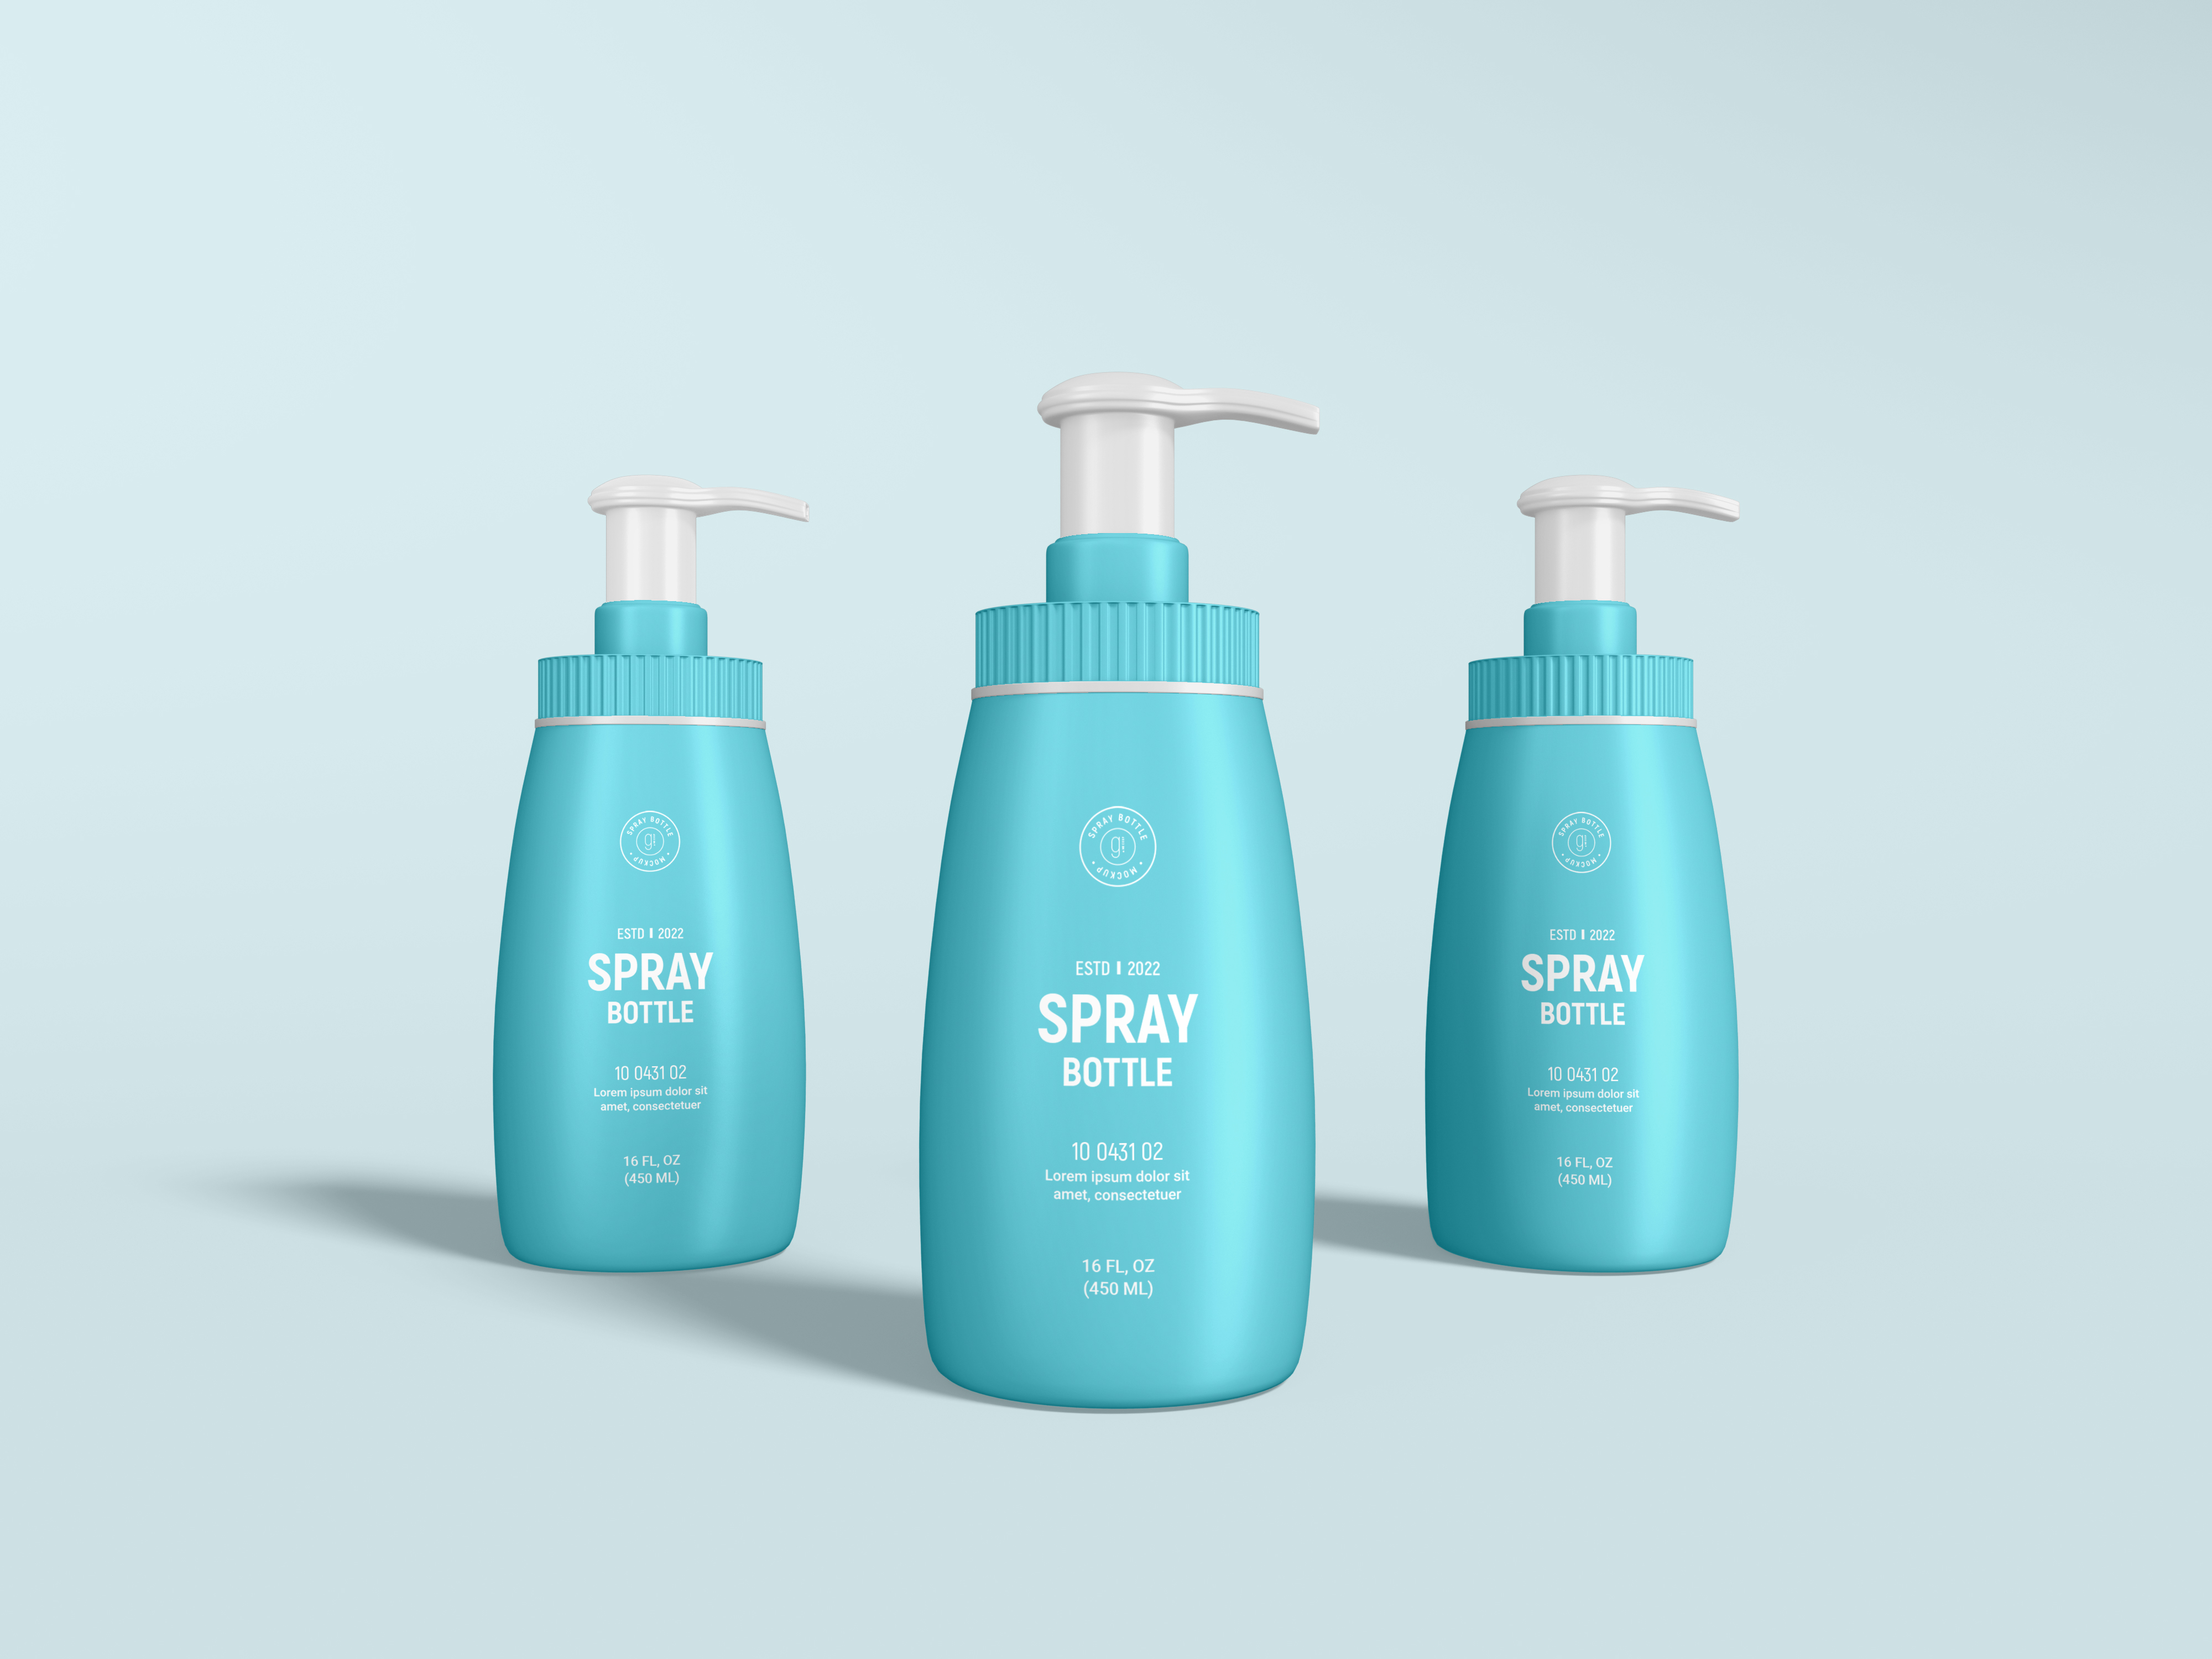 SPRAY BOTTLE
g
• MOCKUP •
ESTD I 2022
SPRAY
BOTTLE
10 0431 02
Lorem ipsum dolor sit
amet, consectetuer
16 FL, OZ
(450 ML)
SPRAY BOTTLE
g
• MOCKUP •
ESTD I 2022
SPRAY
BOTTLE
10 0431 02
Lorem ipsum dolor sit
amet, consectetuer
16 FL, OZ
(450 ML)
SPRAY BOTTLE
g
• MOCKUP •
ESTD I 2022
SPRAY
BOTTLE
10 0431 02
Lorem ipsum dolor sit
amet, consectetuer
16 FL, OZ
(450 ML)